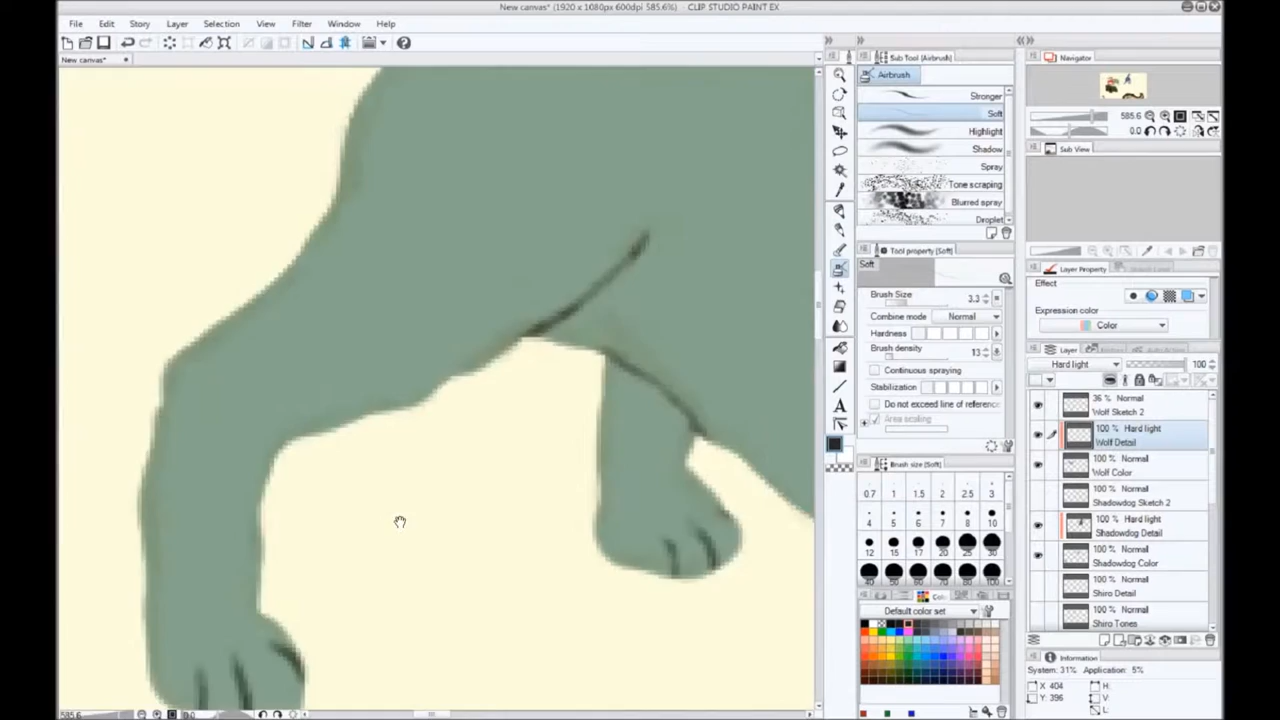 New canvas* (1920 x 1080px 600dpi 585.6%) - CLIP STUDIO PAINT EX
File Edit Story Layer Selection View Filter Window Help
New canvas*
Sub Tool [Airbrush]
Airbrush
Stronger
Soft
Highlight
Shadow
Spray
Tone scraping
Blurred spray
Droplet
Tool property [Soft]
Soft
Brush Size 3.3
Combine mode Normal
Hardness
Brush density 13
Continuous spraying
Stabilization
Do not exceed line of reference
Area scaling
Brush size [Soft]
0.7 1 1.5 2 2.5 3
4 5 6 7 8 10
12 15 17 20 25 30
Default color set
Navigator
585.6
0.0
Sub View
Layer Property
Effect
Expression color
Color
Layer
Hard light 100
36 % Normal
Wolf Sketch 2
100 % Hard light
Wolf Detail
100 % Normal
Wolf Color
100 % Normal
Shadowdog Sketch 2
100 % Hard light
Shadowdog Detail
100 % Normal
Shadowdog Color
100 % Normal
Shiro Detail
100 % Normal
Shiro Tones
Information
System: 31% Application: 5%
X 404 H:
Y: 396 V:
L:
585.6 0.0